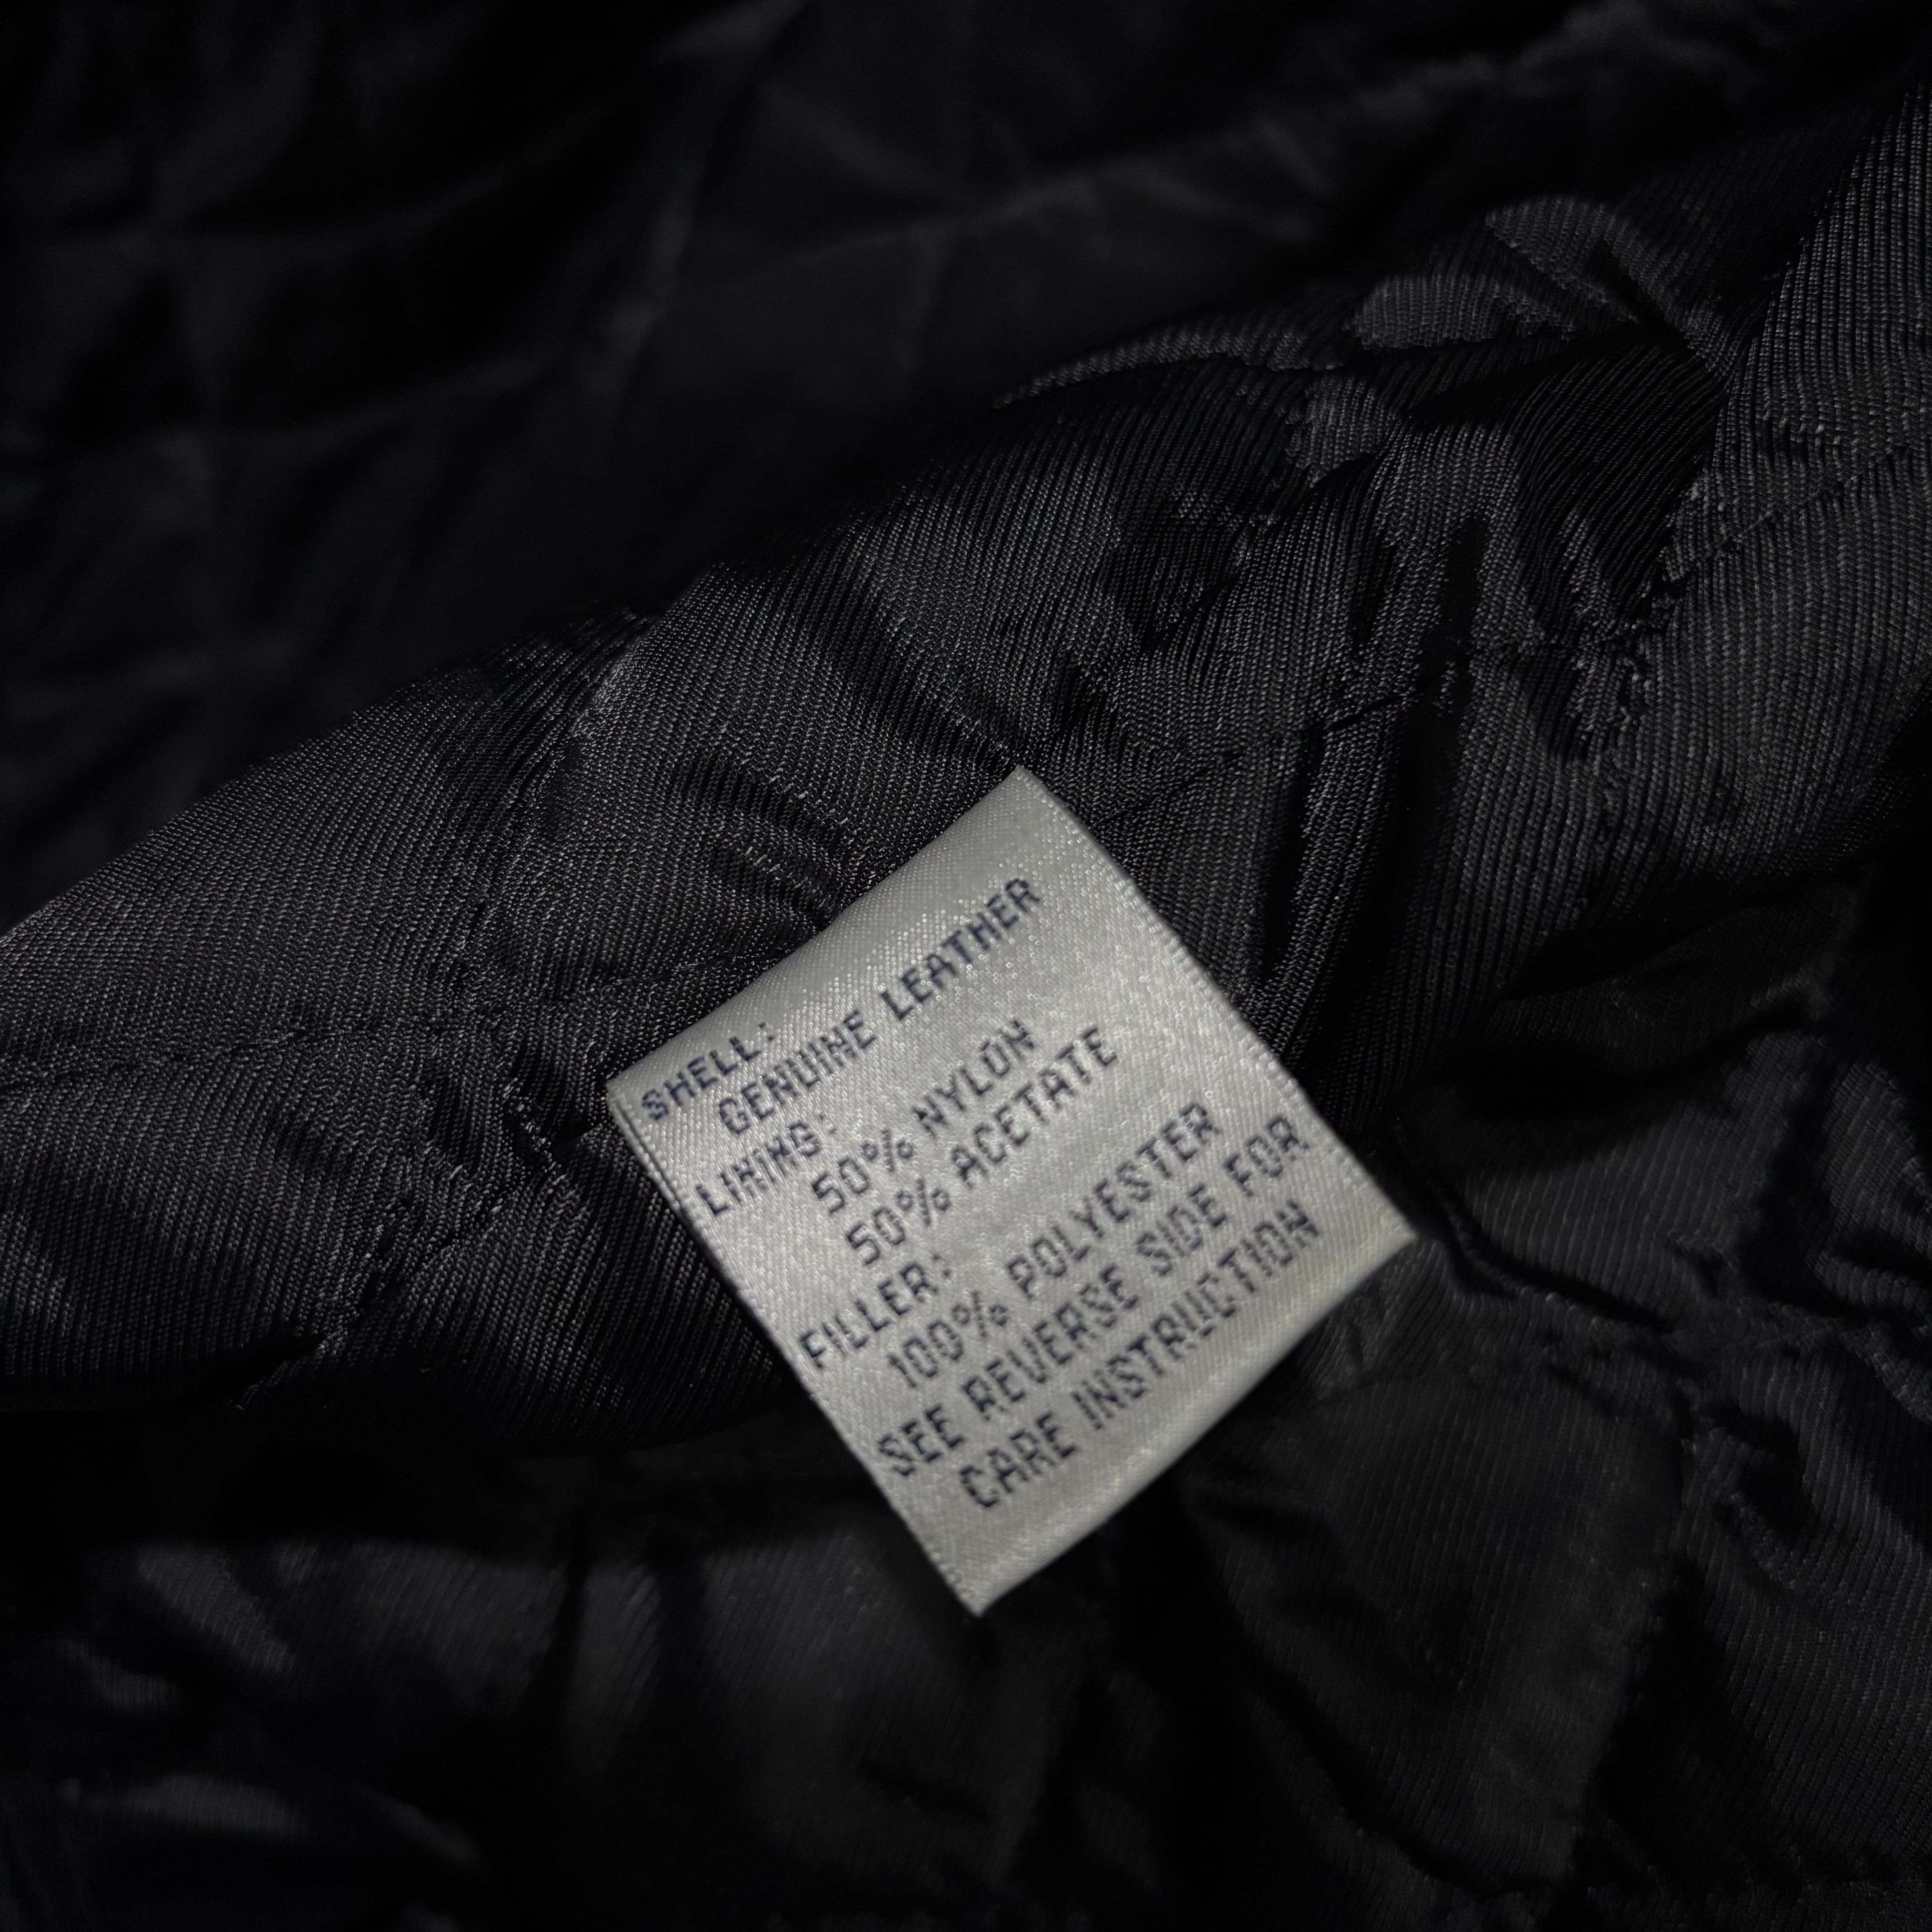 SHELL:
GENUINE LEATHER
LINING:
50% NYLON
50% ACETATE
FILLER:
100% POLYESTER
SEE REVERSE SIDE FOR
CARE INSTRUCTION